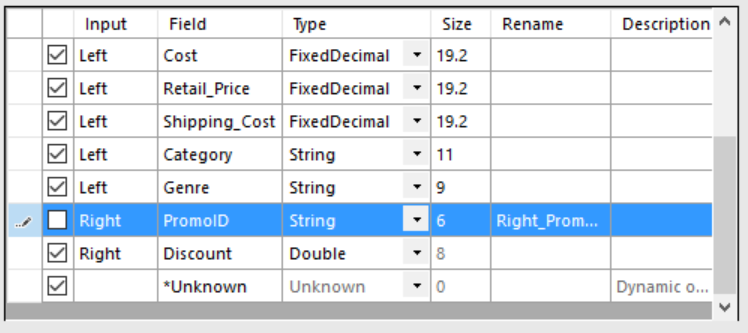 Input Field Type Size Rename Description
Left Cost FixedDecimal 19.2
Left Retail_Price FixedDecimal 19.2
Left Shipping_Cost FixedDecimal 19.2
Left Category String 11
Left Genre String 9
Right PromoID String 6 Right_Prom...
Right Discount Double 8
*Unknown Unknown 0 Dynamic o...